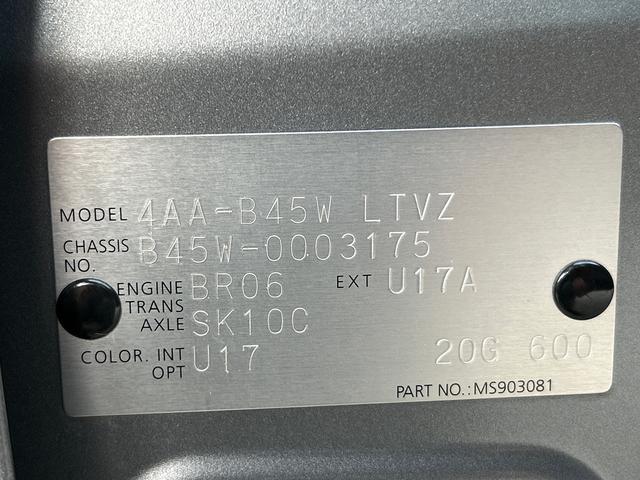 MODEL 4AA-B45W LTVZ
CHASSIS NO. B45W-0003175
ENGINE BR06 EXT U17A
TRANS AXLE SK10C
COLOR. INT OPT U17 20G 600
PART NO.: MS903081